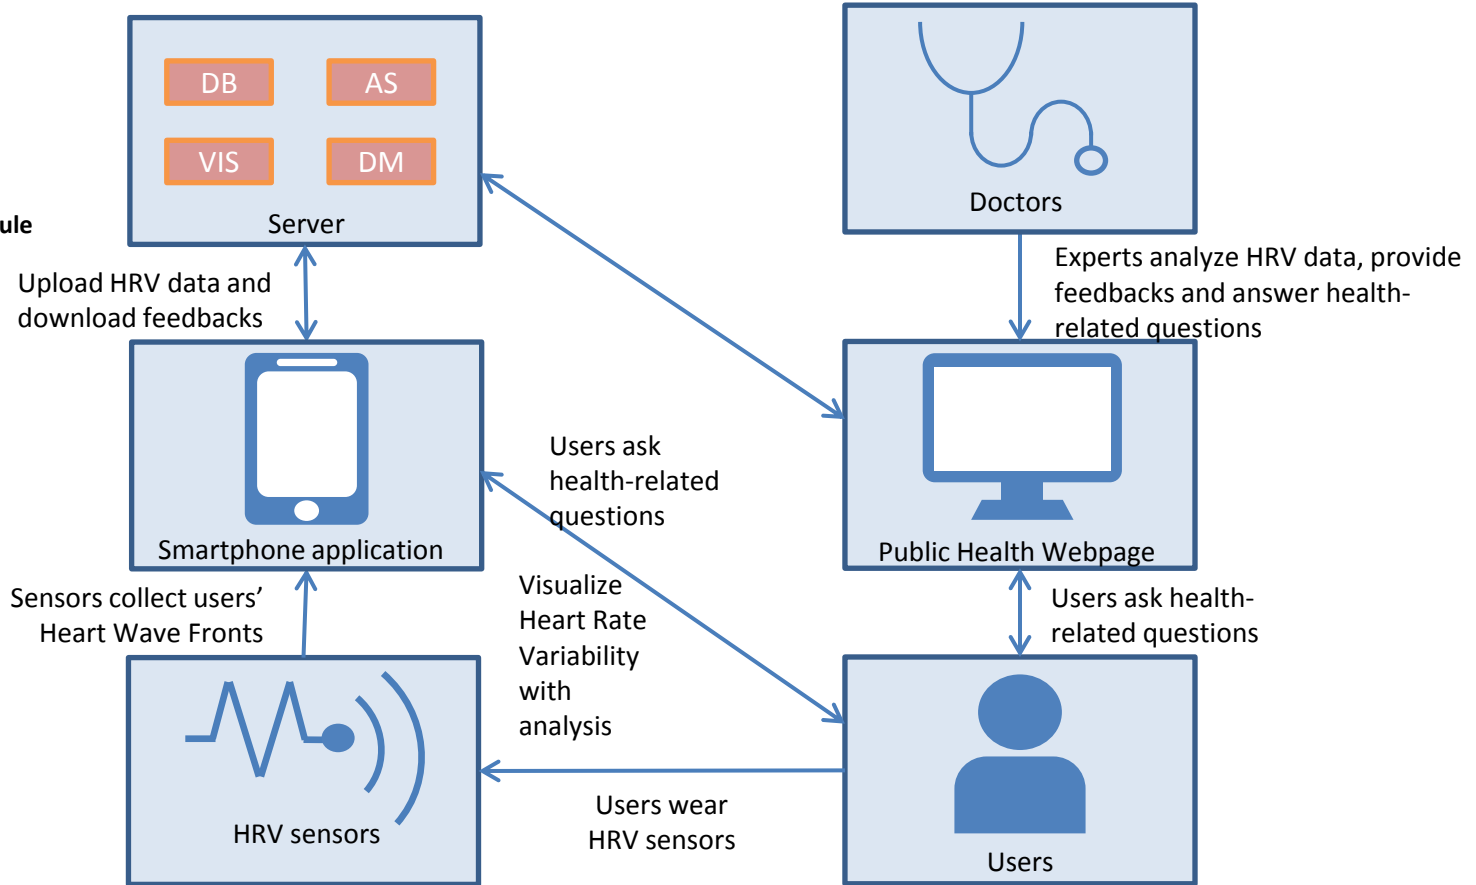 DB
AS
VIS
DM
Server
Doctors
ule
Upload HRV data and
download feedbacks
Experts analyze HRV data, provide
feedbacks and answer health-
related questions
Users ask
health-related
questions
Smartphone application
Public Health Webpage
Sensors collect users’
Heart Wave Fronts
Visualize
Heart Rate
Variability
with
analysis
Users ask health-
related questions
HRV sensors
Users wear
HRV sensors
Users